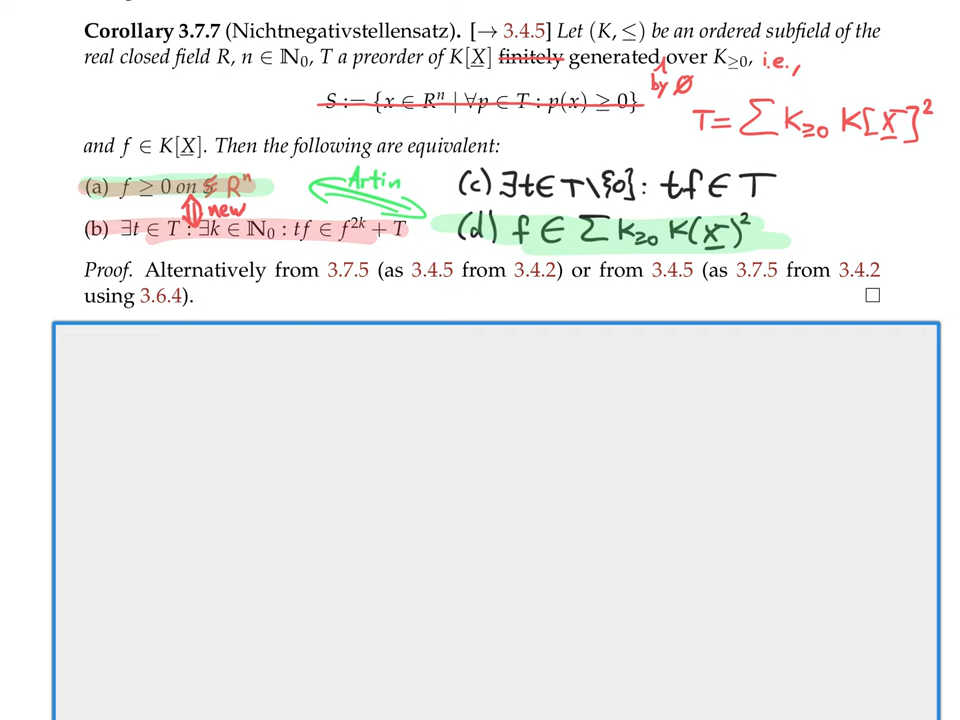 Corollary 3.7.7 (Nichtnegativstellensatz). [→ 3.4.5] Let (K, ≤) be an ordered subfield of the
real closed field R, n ∈ ℕ₀, T a preorder of K[X] finitely generated by ∅ over K≥0, i.e.,
S := {x ∈ Rⁿ | ∀p ∈ T : p(x) ≥ 0}
T = ∑ K≥0 K[X]²
and f ∈ K[X]. Then the following are equivalent:
(a) f ≥ 0 on S Rⁿ
Artin
(c) ∃t∈T\{0}: tf ∈ T
new
(b) ∃t ∈ T : ∃k ∈ ℕ₀ : tf ∈ f²ᵏ + T
(d) f ∈ ∑ K≥0 K(X)²
Proof. Alternatively from 3.7.5 (as 3.4.5 from 3.4.2) or from 3.4.5 (as 3.7.5 from 3.4.2
using 3.6.4). □